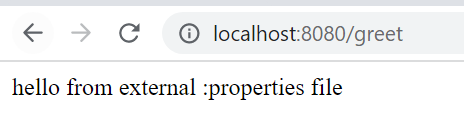 localhost:8080/greet
hello from external :properties file